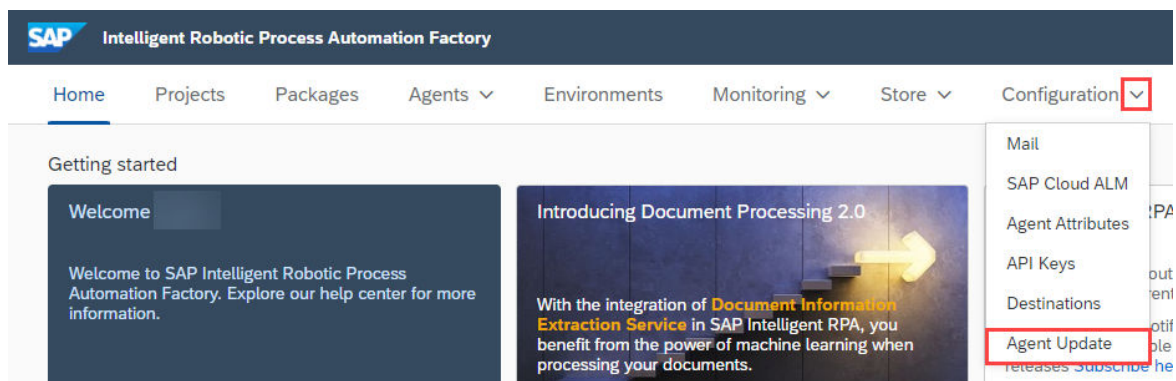 SAP Intelligent Robotic Process Automation Factory
Home Projects Packages Agents Environments Monitoring Store Configuration
Getting started
Welcome
Welcome to SAP Intelligent Robotic Process
Automation Factory. Explore our help center for more
information.
Introducing Document Processing 2.0
With the integration of Document Information
Extraction Service in SAP Intelligent RPA, you
benefit from the power of machine learning when
processing your documents.
Mail
SAP Cloud ALM
Agent Attributes
API Keys
Destinations
Agent Update
releases Subscribe he